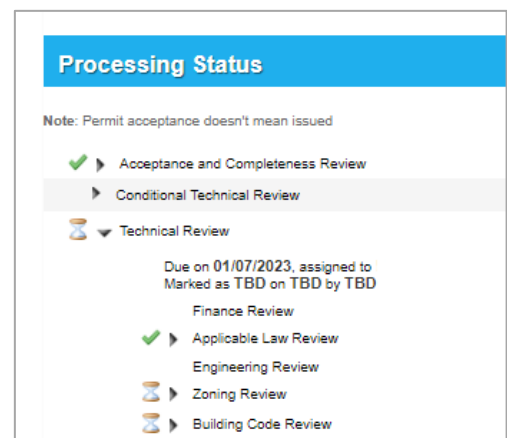 Processing Status
Note: Permit acceptance doesn't mean issued
Acceptance and Completeness Review
Conditional Technical Review
Technical Review
Due on 01/07/2023, assigned to
Marked as TBD on TBD by TBD
Finance Review
Applicable Law Review
Engineering Review
Zoning Review
Building Code Review